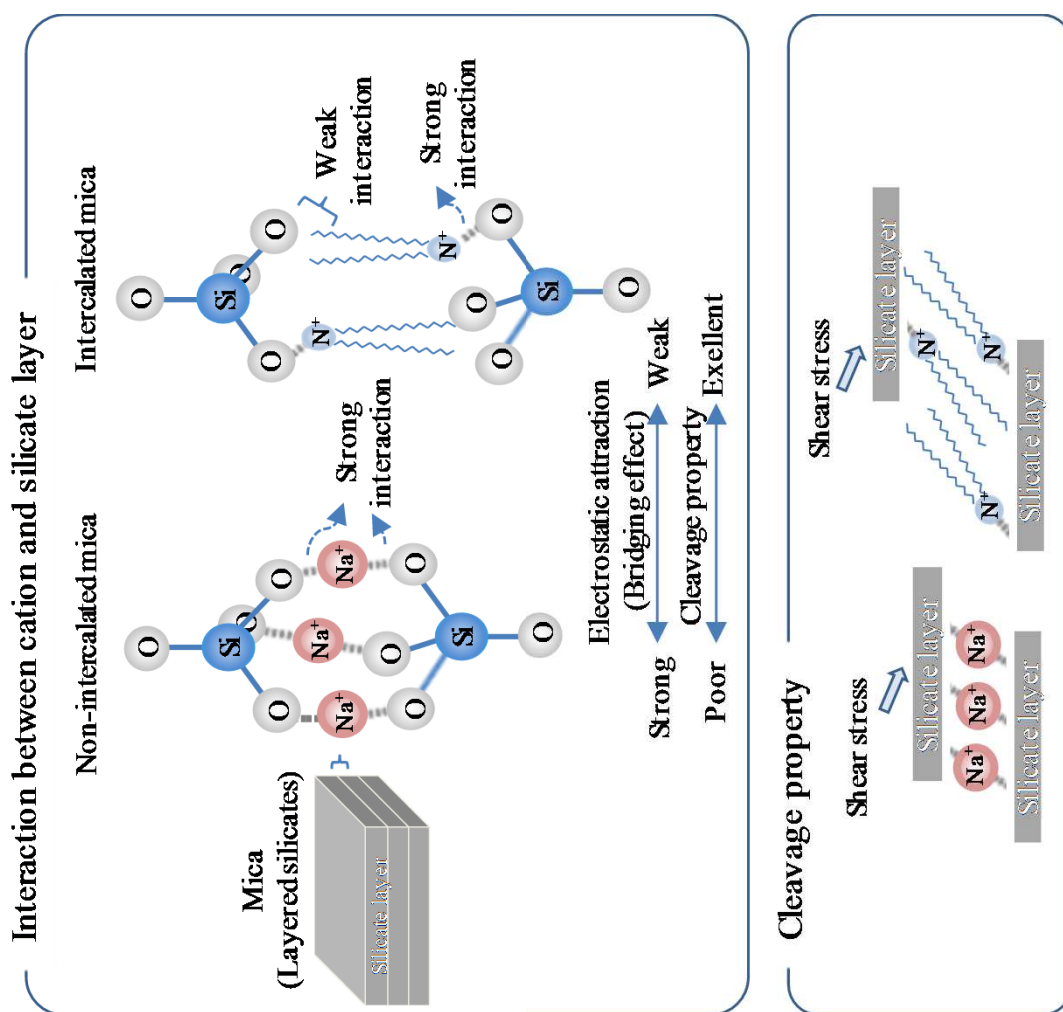 Interaction between cation and silicate layer
Non-intercalated mica
Intercalated mica
Mica
(Layered silicates)
Silicate layer
O
O
O
O
Si
Na⁺
Na⁺
Na⁺
O
O
O
Si
O
Strong
interaction
O
O
O
O
Si
N⁺
Weak
interaction
N⁺
Strong
interaction
O
O
O
Si
O
Electrostatic attraction
(Bridging effect)
Strong
Weak
Cleavage property
Poor
Exellent
Cleavage property
Shear stress
Silicate layer
Na⁺
Na⁺
Na⁺
Silicate layer
Shear stress
Silicate layer
N⁺
N⁺
N⁺
Silicate layer